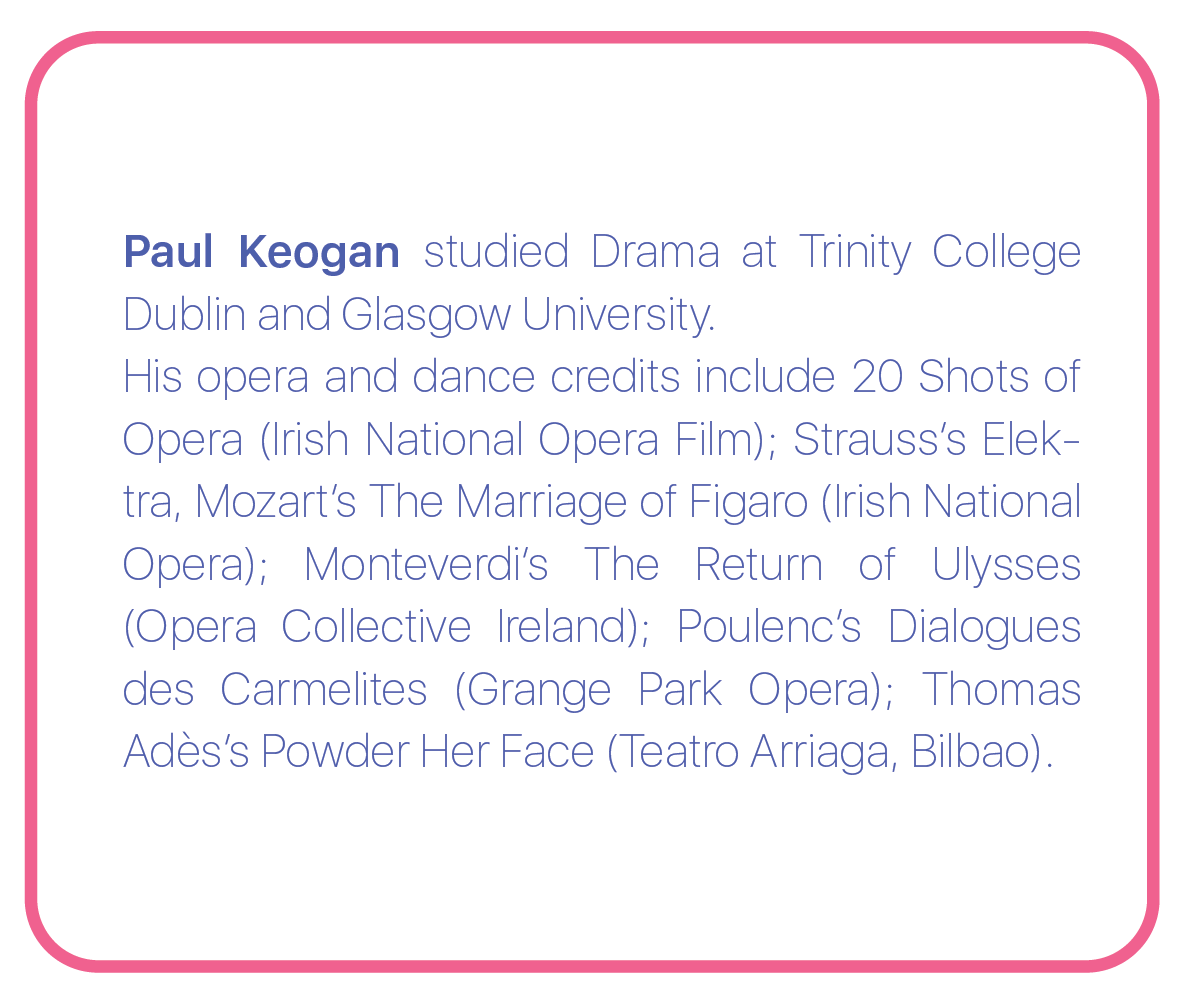 Paul Keogan studied Drama at Trinity College
Dublin and Glasgow University.
His opera and dance credits include 20 Shots of
Opera (Irish National Opera Film); Strauss’s Elek-
tra, Mozart’s The Marriage of Figaro (Irish National
Opera); Monteverdi’s The Return of Ulysses
(Opera Collective Ireland); Poulenc’s Dialogues
des Carmelites (Grange Park Opera); Thomas
Adès’s Powder Her Face (Teatro Arriaga, Bilbao).